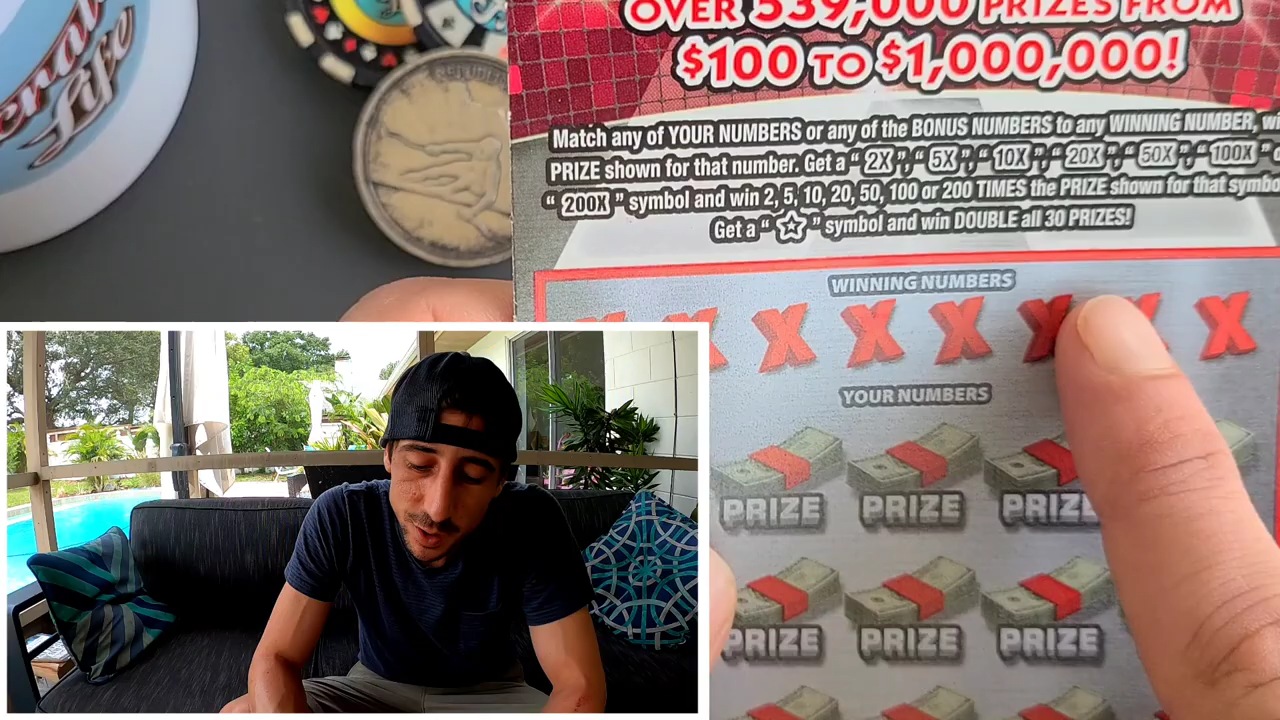 OVER 539,000 PRIZES FROM
$100 TO $1,000,000!
Match any of YOUR NUMBERS or any of the BONUS NUMBERS to any WINNING NUMBER,
PRIZE shown for that number. Get a " 2X ", " 5X ", " 10X ", " 20X ", " 50X ", " 100X "
" 200X " symbol and win 2, 5, 10, 20, 50, 100 or 200 TIMES the PRIZE shown for that
Get a " ☆ " symbol and win DOUBLE all 30 PRIZES!
WINNING NUMBERS
X X X X X X X
YOUR NUMBERS
PRIZE PRIZE PRIZE
PRIZE PRIZE PRIZE
Life